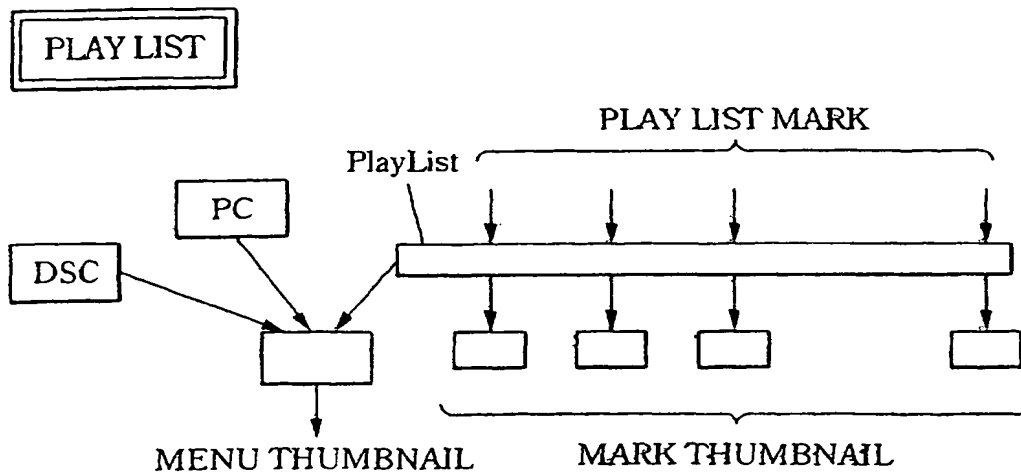 PLAY LIST
PLAY LIST MARK
PlayList
PC
DSC
MENU THUMBNAIL
MARK THUMBNAIL